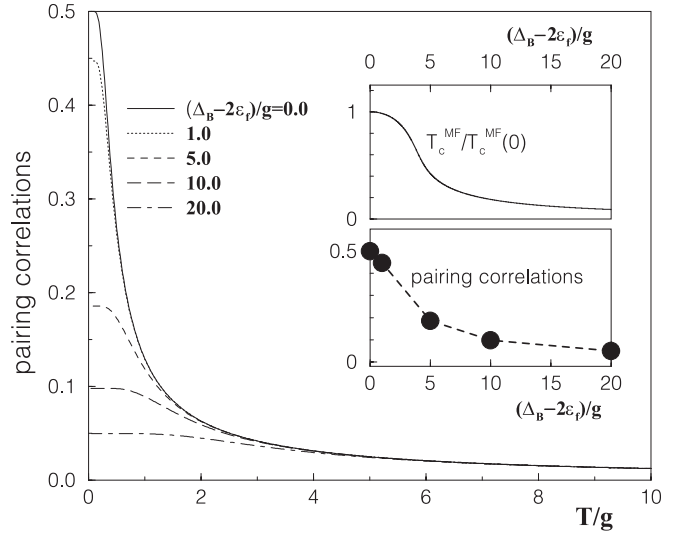 0.5
0.4
0.3
0.2
0.1
0.0
pairing correlations
0
2
4
6
8
10
T/g
(Δ_B−2ε_f)/g=0.0
1.0
5.0
10.0
20.0
(Δ_B−2ε_f)/g
0 5 10 15 20
1
0
T_c^MF/T_c^MF(0)
0.5
0
pairing correlations
0 5 10 15 20
(Δ_B−2ε_f)/g